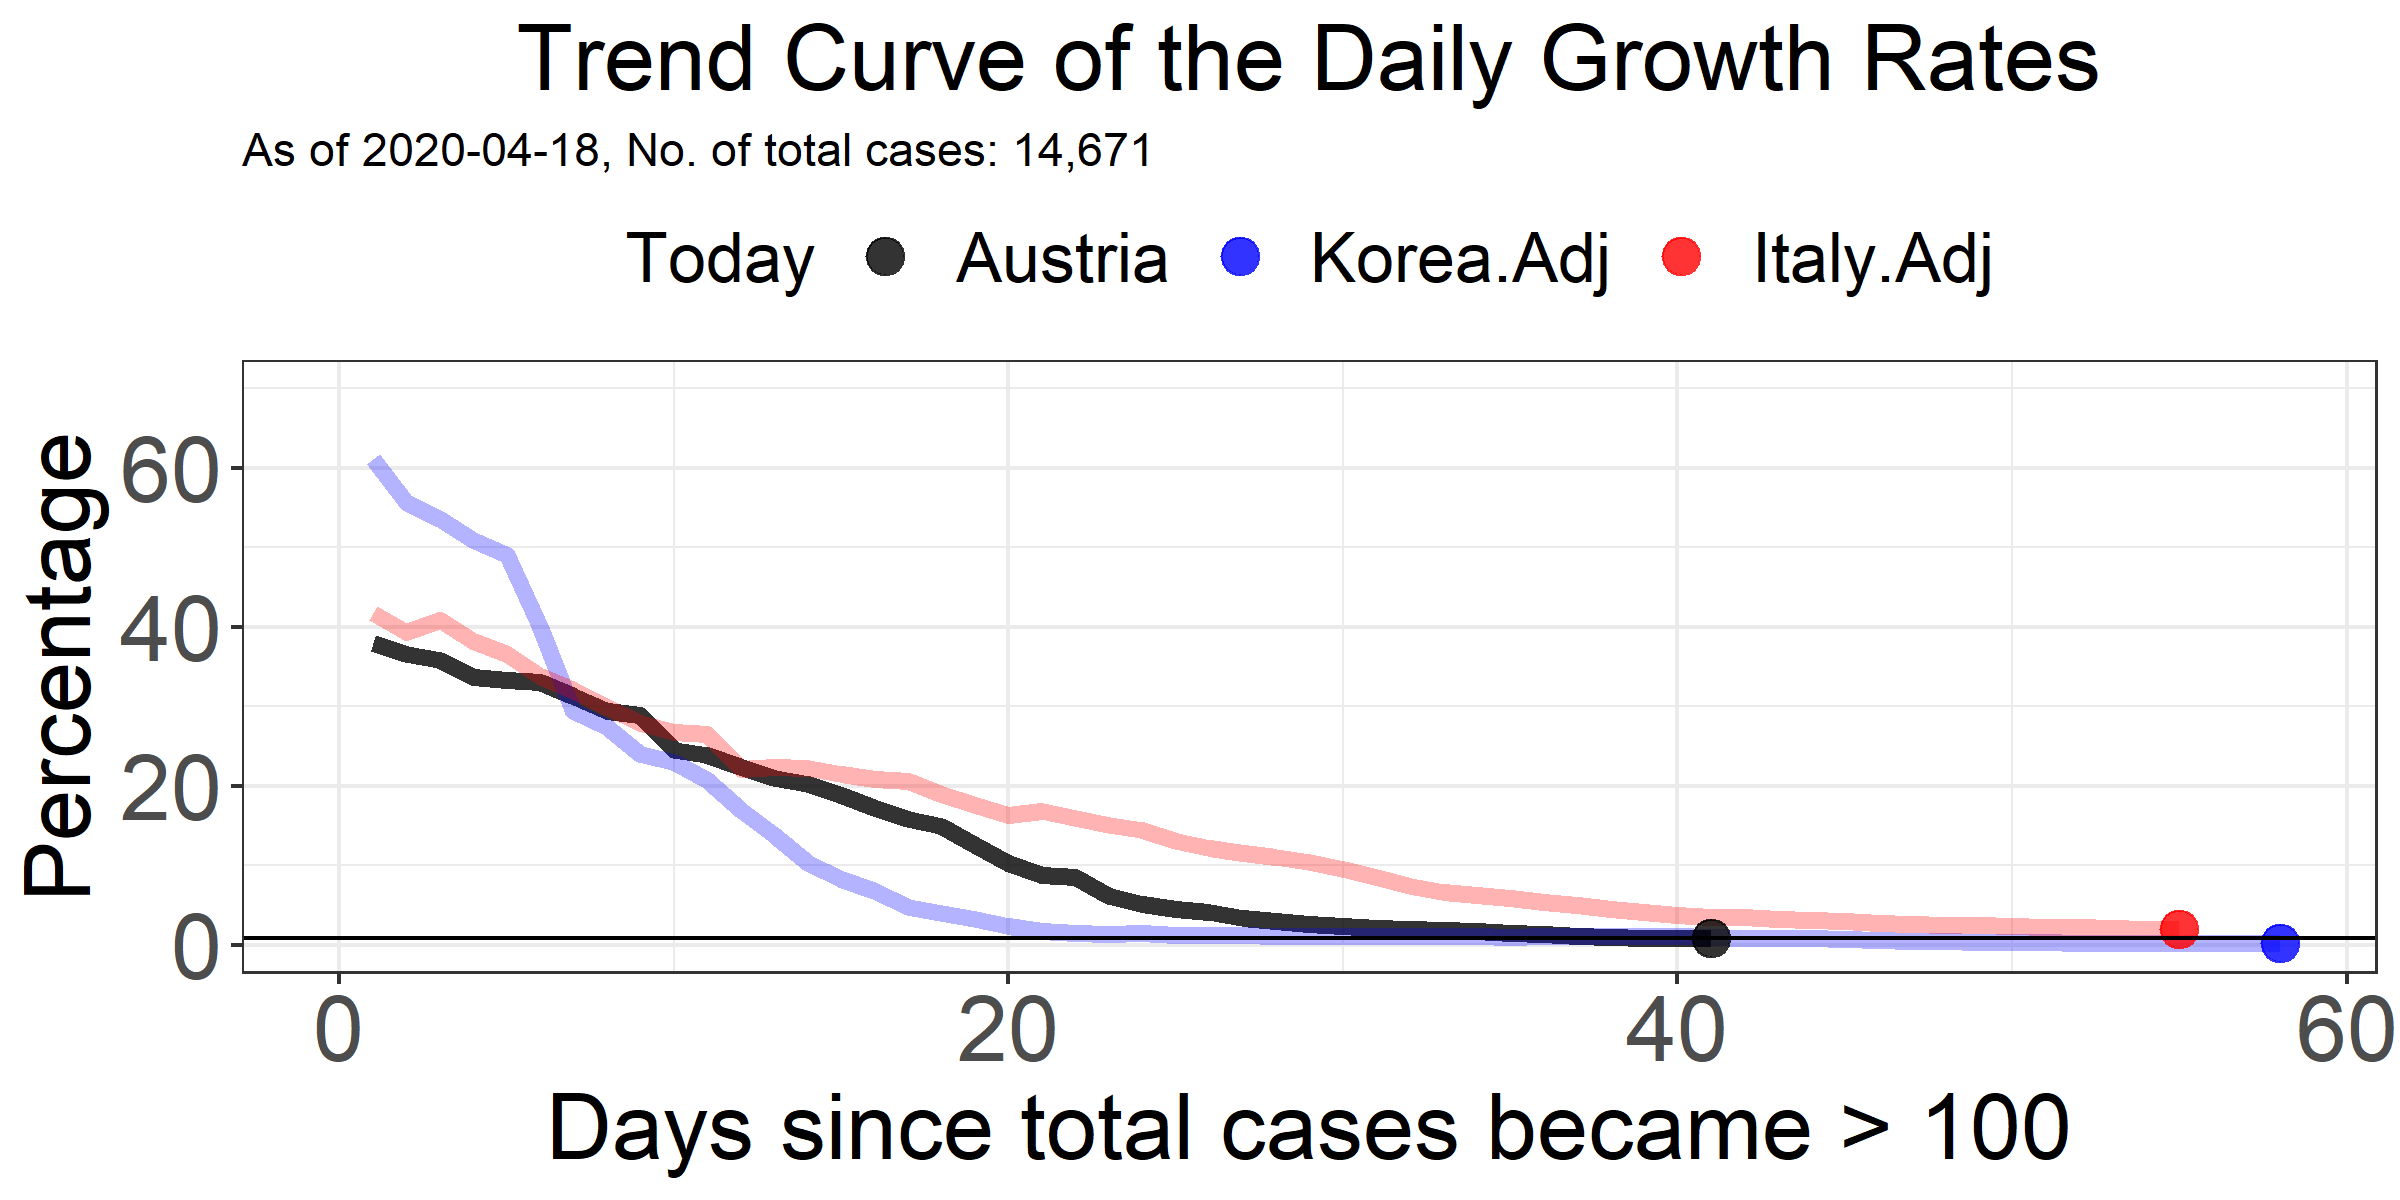 Trend Curve of the Daily Growth Rates
As of 2020-04-18, No. of total cases: 14,671
Today Austria Korea.Adj Italy.Adj
Percentage
60
40
20
0
0 20 40 60
Days since total cases became > 100